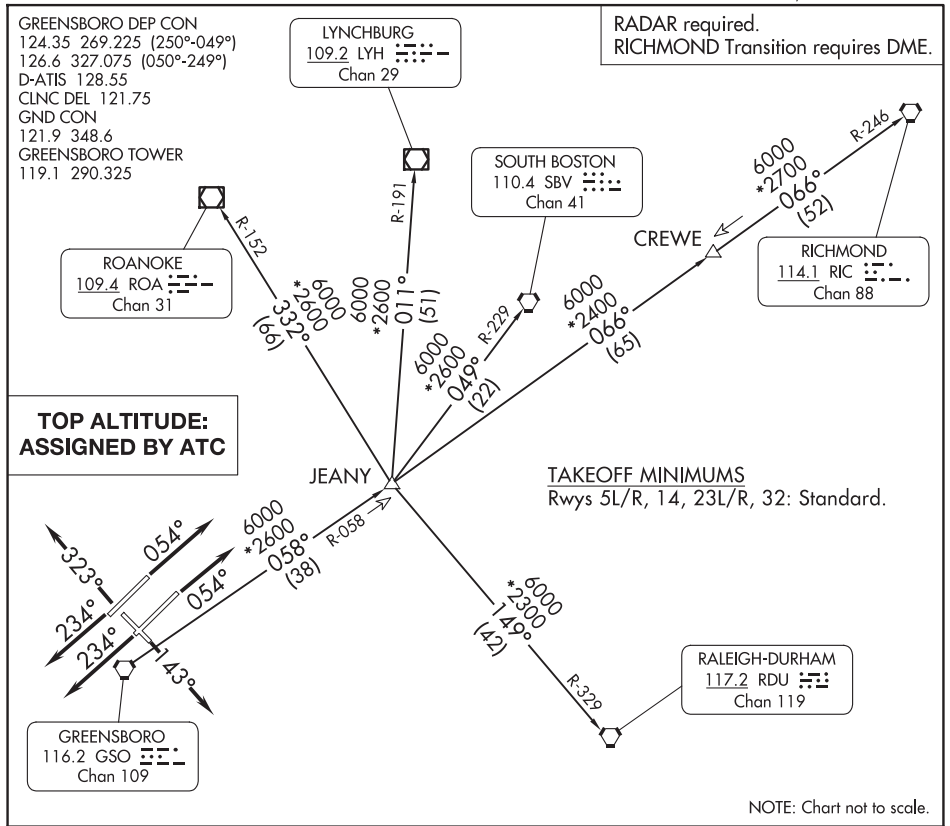 GREENSBORO DEP CON
124.35 269.225 (250°-049°)
126.6 327.075 (050°-249°)
D-ATIS 128.55
CLNC DEL 121.75
GND CON
121.9 348.6
GREENSBORO TOWER
119.1 290.325
LYNCHBURG
109.2 LYH
Chan 29
RADAR required.
RICHMOND Transition requires DME.
SOUTH BOSTON
110.4 SBV
Chan 41
R-246
6000
*2700
066°
(52)
CREWE
RICHMOND
114.1 RIC
Chan 88
ROANOKE
109.4 ROA
Chan 31
R-152
6000
*2600
332°
(66)
R-191
6000
*2600
011°
(51)
R-229
6000
*2600
049°
(22)
6000
*2400
066°
(65)
TOP ALTITUDE:
ASSIGNED BY ATC
JEANY
TAKEOFF MINIMUMS
Rwys 5L/R, 14, 23L/R, 32: Standard.
R-058
6000
*2600
058°
(38)
323°
054°
054°
234°
234°
143°
6000
*2300
149°
(42)
R-329
RALEIGH-DURHAM
117.2 RDU
Chan 119
GREENSBORO
116.2 GSO
Chan 109
NOTE: Chart not to scale.